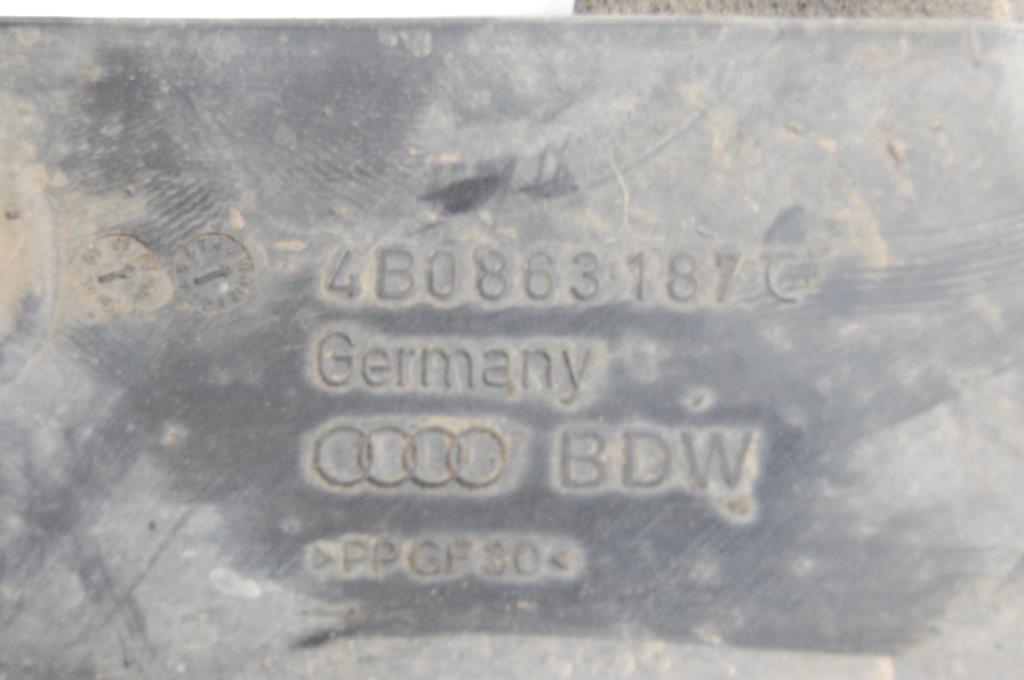 4B0863187C
Germany
BDW
>PPGF30<